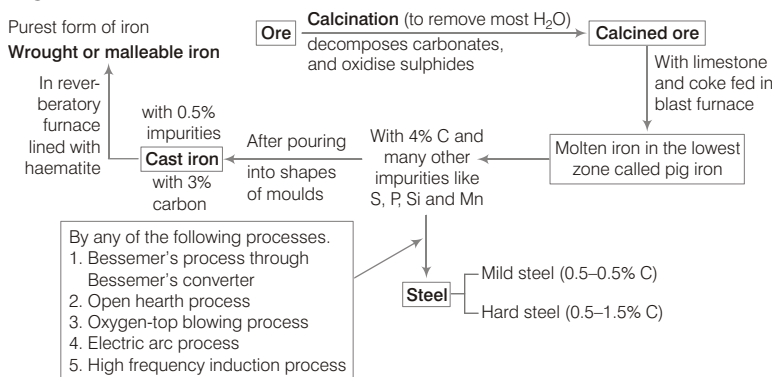 Purest form of iron
Wrought or malleable iron
In rever-
beratory
furnace
lined with
haematite
Ore
Calcination (to remove most H₂O)
decomposes carbonates,
and oxidise sulphides
Calcined ore
With limestone
and coke fed in
blast furnace
Molten iron in the lowest
zone called pig iron
With 4% C and
many other
impurities like
S, P, Si and Mn
After pouring
into shapes
of moulds
with 0.5%
impurities
Cast iron
with 3%
carbon
By any of the following processes.
1. Bessemer's process through
Bessemer's converter
2. Open hearth process
3. Oxygen-top blowing process
4. Electric arc process
5. High frequency induction process
Steel
Mild steel (0.5–0.5% C)
Hard steel (0.5–1.5% C)